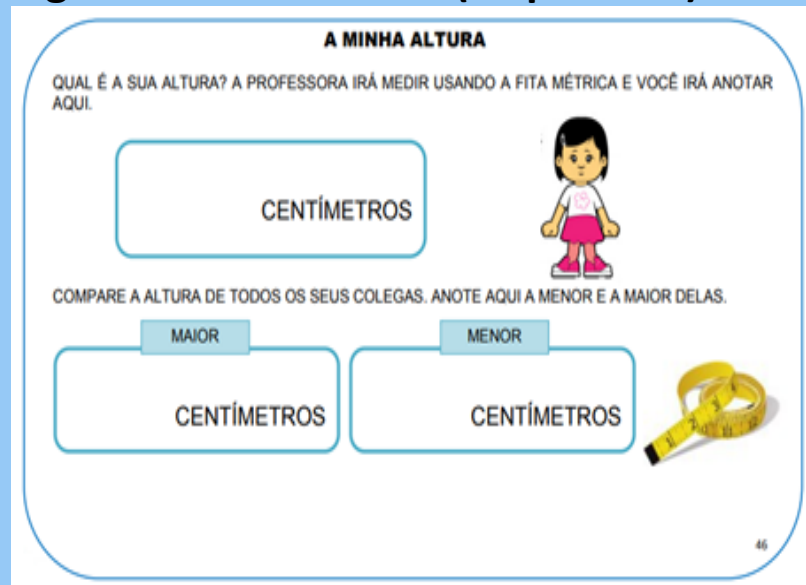 A MINHA ALTURA
QUAL É A SUA ALTURA? A PROFESSORA IRÁ MEDIR USANDO A FITA MÉTRICA E VOCÊ IRÁ ANOTAR
AQUI.
CENTÍMETROS
COMPARE A ALTURA DE TODOS OS SEUS COLEGAS. ANOTE AQUI A MENOR E A MAIOR DELAS.
MAIOR
MENOR
CENTÍMETROS
CENTÍMETROS
46